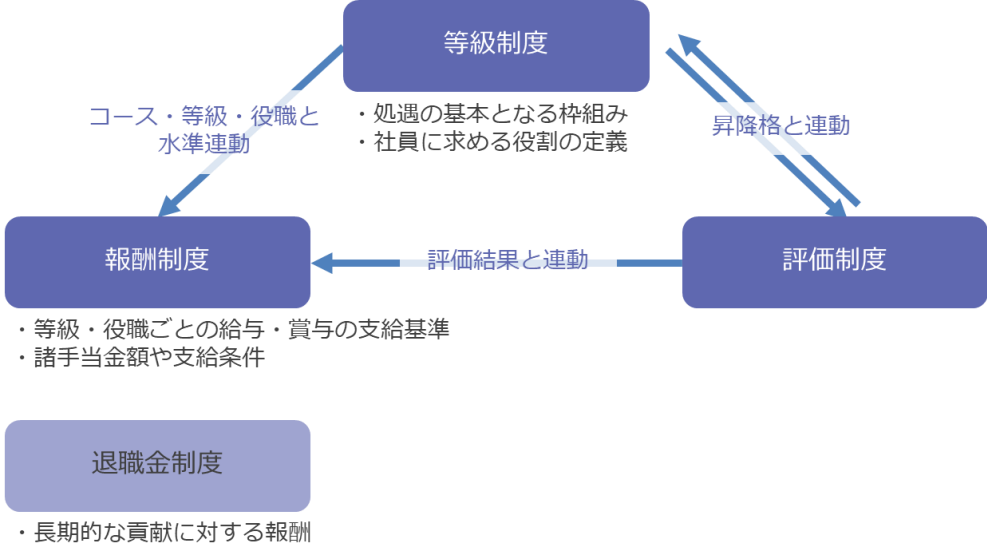 等級制度
コース・等級・役職と
水準連動
・処遇の基本となる枠組み
・社員に求める役割の定義
昇降格と連動
報酬制度
評価結果と連動
評価制度
・等級・役職ごとの給与・賞与の支給基準
・諸手当金額や支給条件
退職金制度
・長期的な貢献に対する報酬